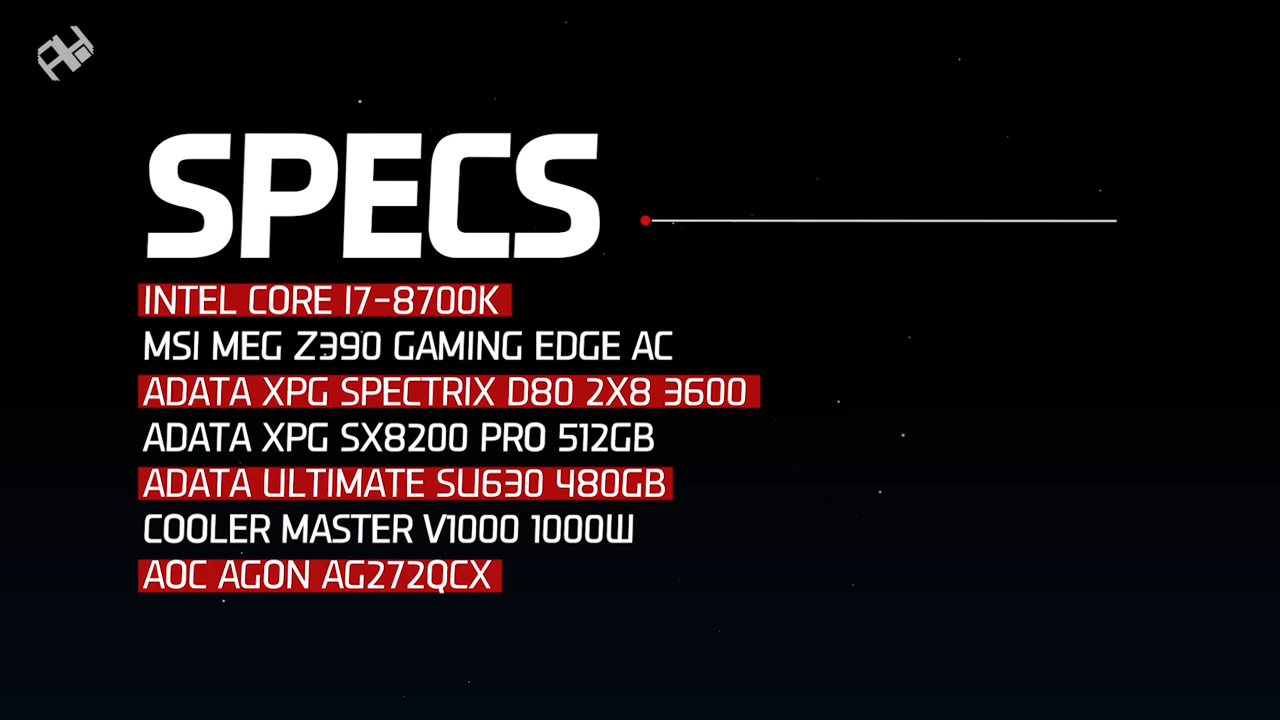 SPECS
INTEL CORE I7-8700K
MSI MEG Z390 GAMING EDGE AC
ADATA XPG SPECTRIX D80 2X8 3600
ADATA XPG SX8200 PRO 512GB
ADATA ULTIMATE SU630 480GB
COOLER MASTER V1000 1000W
AOC AGON AG272QCX